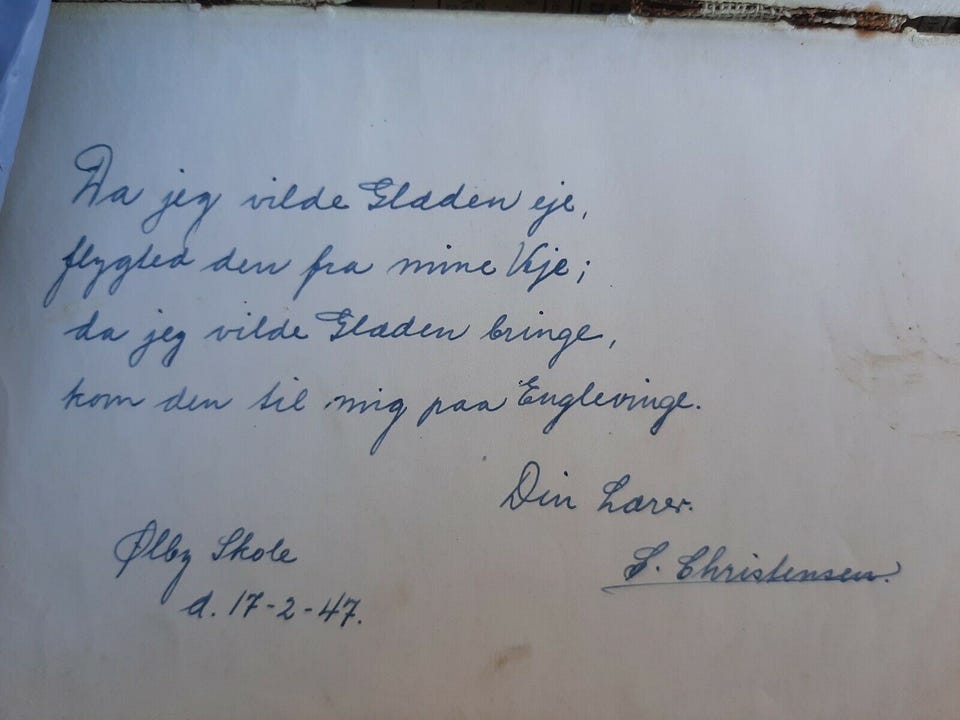 Da jeg vilde Glæden eje,
flygted den fra mine Veje;
da jeg vilde Glæden bringe,
kom den til mig paa Englevinge.
Din Lærer.
Ølby Skole
S. Christensen.
d. 17-2-47.